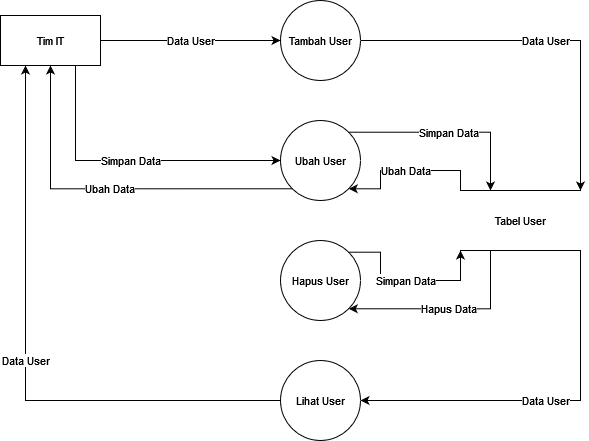 Tim IT
Data User
Tambah User
Data User
Simpan Data
Simpan Data
Ubah User
Ubah Data
Ubah Data
Tabel User
Hapus User
Simpan Data
Hapus Data
Data User
Lihat User
Data User